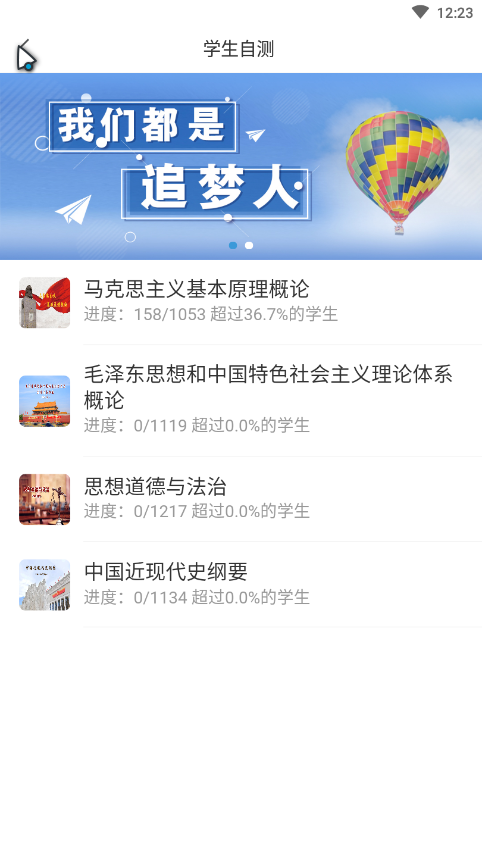 12:23
学生自测
我们都是
追梦人
马克思主义基本原理概论
进度：158/1053 超过36.7%的学生
毛泽东思想和中国特色社会主义理论体系
概论
进度：0/1119 超过0.0%的学生
思想道德与法治
进度：0/1217 超过0.0%的学生
中国近现代史纲要
进度：0/1134 超过0.0%的学生